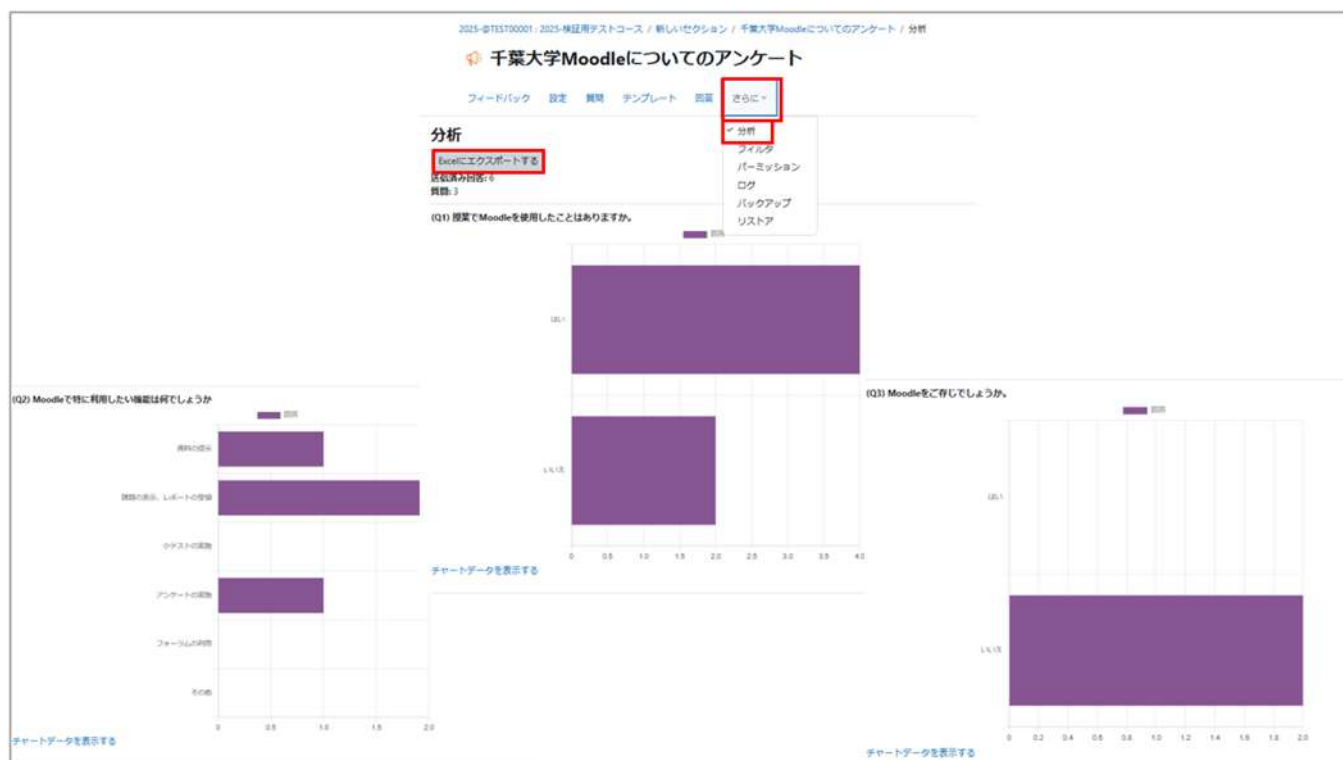 2025-@TEST00001 : 2025-検証用テストコース / 新しいセクション / 千葉大学Moodleについてのアンケート / 分析
千葉大学Moodleについてのアンケート
フィードバック 設定 質問 テンプレート 回答 さらに
分析
フィルタ
パーミッション
ログ
バックアップ
リストア
分析
Excelにエクスポートする
送信済み回答: 6
質問: 3
(Q1) 授業でMoodleを使用したことはありますか。
回答
はい
いいえ
0 0.5 1.0 1.5 2.0 2.5 3.0 3.5 4.0
チャートデータを表示する
(Q2) Moodleで特に利用したい機能は何でしょうか
回答
資料の提示
課題の表示、レポートの登録
小テストの実施
アンケートの実施
フォーラムの利用
その他
0 0.5 1.0 1.5 2.0
チャートデータを表示する
(Q3) Moodleをご存じでしょうか。
回答
はい
いいえ
0 0.2 0.4 0.6 0.8 1.0 1.2 1.4 1.6 1.8 2.0
チャートデータを表示する